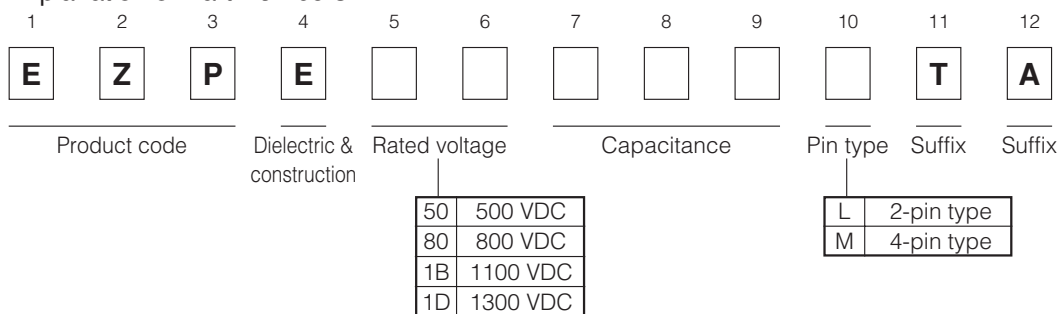 1 2 3 4 5 6 7 8 9 10 11 12
E Z P E T A
Product code Dielectric & Rated voltage Capacitance Pin type Suffix Suffix
construction
50 500 VDC L 2-pin type
80 800 VDC M 4-pin type
1B 1100 VDC
1D 1300 VDC